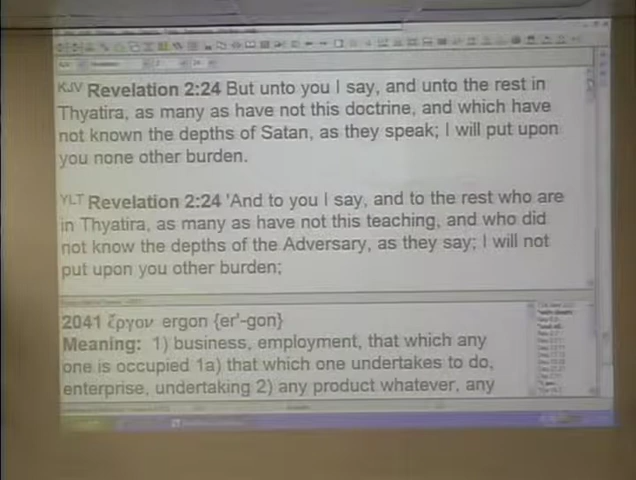 KJV Revelation 2:24 But unto you I say, and unto the rest in
Thyatira, as many as have not this doctrine, and which have
not known the depths of Satan, as they speak; I will put upon
you none other burden.
YLT Revelation 2:24 'And to you I say, and to the rest who are
in Thyatira, as many as have not this teaching, and who did
not know the depths of the Adversary, as they say; I will not
put upon you other burden;
2041 ἔργον ergon {er'-gon}
Meaning: 1) business, employment, that which any
one is occupied 1a) that which one undertakes to do,
enterprise, undertaking 2) any product whatever, any